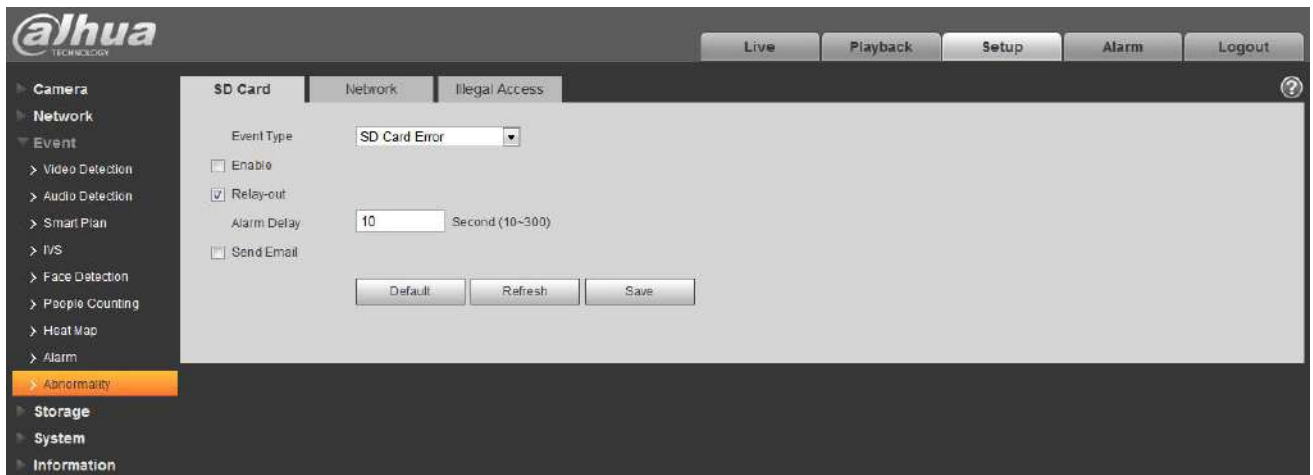 alhua
TECHNOLOGY
Live
Playback
Setup
Alarm
Logout
Camera
Network
Event
Video Detection
Audio Detection
Smart Plan
IVS
Face Detection
People Counting
Heat Map
Alarm
Abnormality
Storage
System
Information
SD Card
Network
Illegal Access
?
Event Type
SD Card Error
Enable
Relay-out
Alarm Delay
10
Second (10~300)
Send Email
Default
Refresh
Save